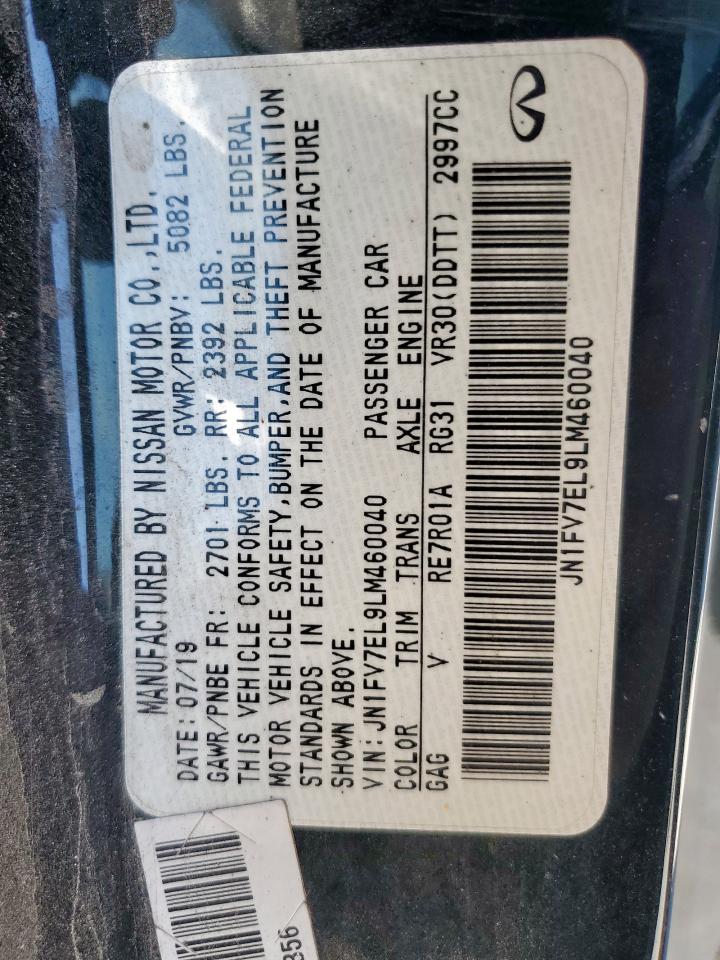 MANUFACTURED BY NISSAN MOTOR CO.,LTD.
DATE: 07/19 GVWR/PNBV: 5082 LBS.
GAWR/PNBE FR: 2701 LBS. RR: 2392 LBS.
THIS VEHICLE CONFORMS TO ALL APPLICABLE FEDERAL
MOTOR VEHICLE SAFETY,BUMPER,AND THEFT PREVENTION
STANDARDS IN EFFECT ON THE DATE OF MANUFACTURE
SHOWN ABOVE.
VIN: JN1FV7EL9LM460040 PASSENGER CAR
COLOR TRIM TRANS AXLE ENGINE
GAG V RE7R01A RG31 VR30(DDTT) 2997CC
JN1FV7EL9LM460040